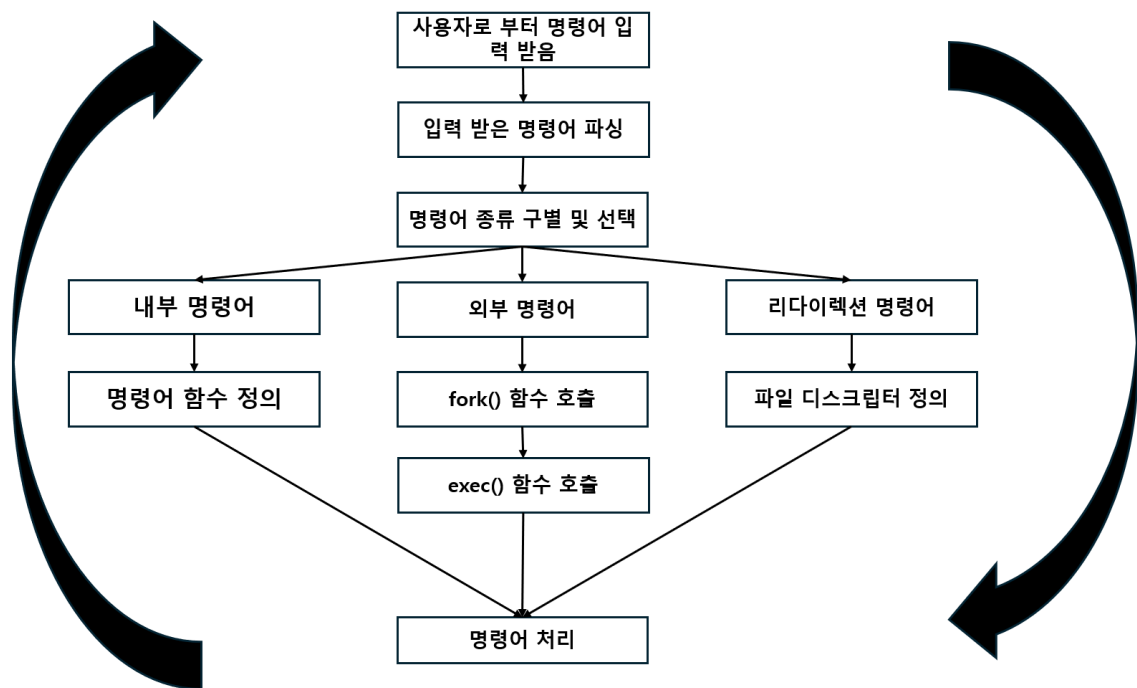 사용자로 부터 명령어 입
력 받음
입력 받은 명령어 파싱
명령어 종류 구별 및 선택
내부 명령어
외부 명령어
리다이렉션 명령어
명령어 함수 정의
fork() 함수 호출
파일 디스크립터 정의
exec() 함수 호출
명령어 처리